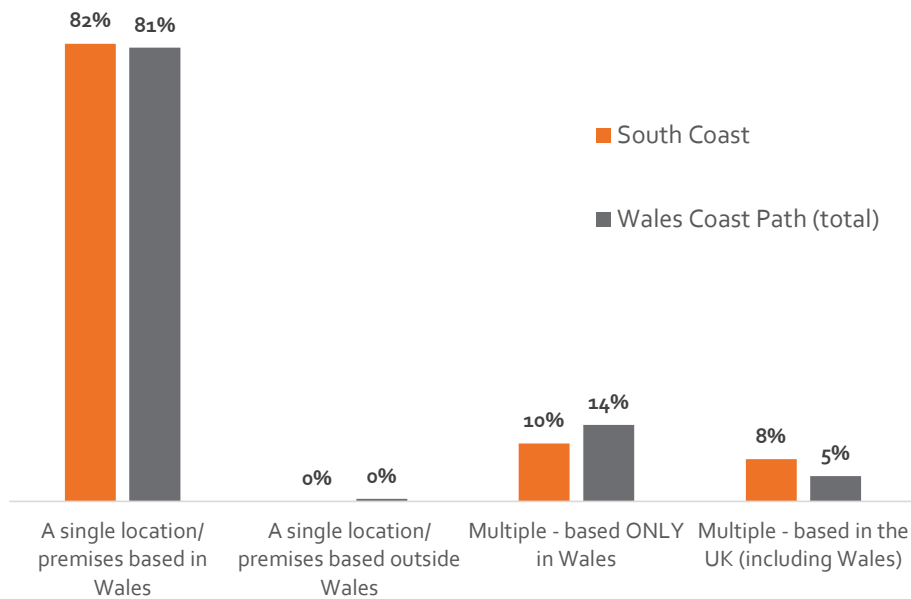 82%
81%
South Coast
Wales Coast Path (total)
0%
0%
10%
14%
8%
5%
A single location/
premises based in
Wales
A single location/
premises based outside
Wales
Multiple - based ONLY
in Wales
Multiple - based in the
UK (including Wales)